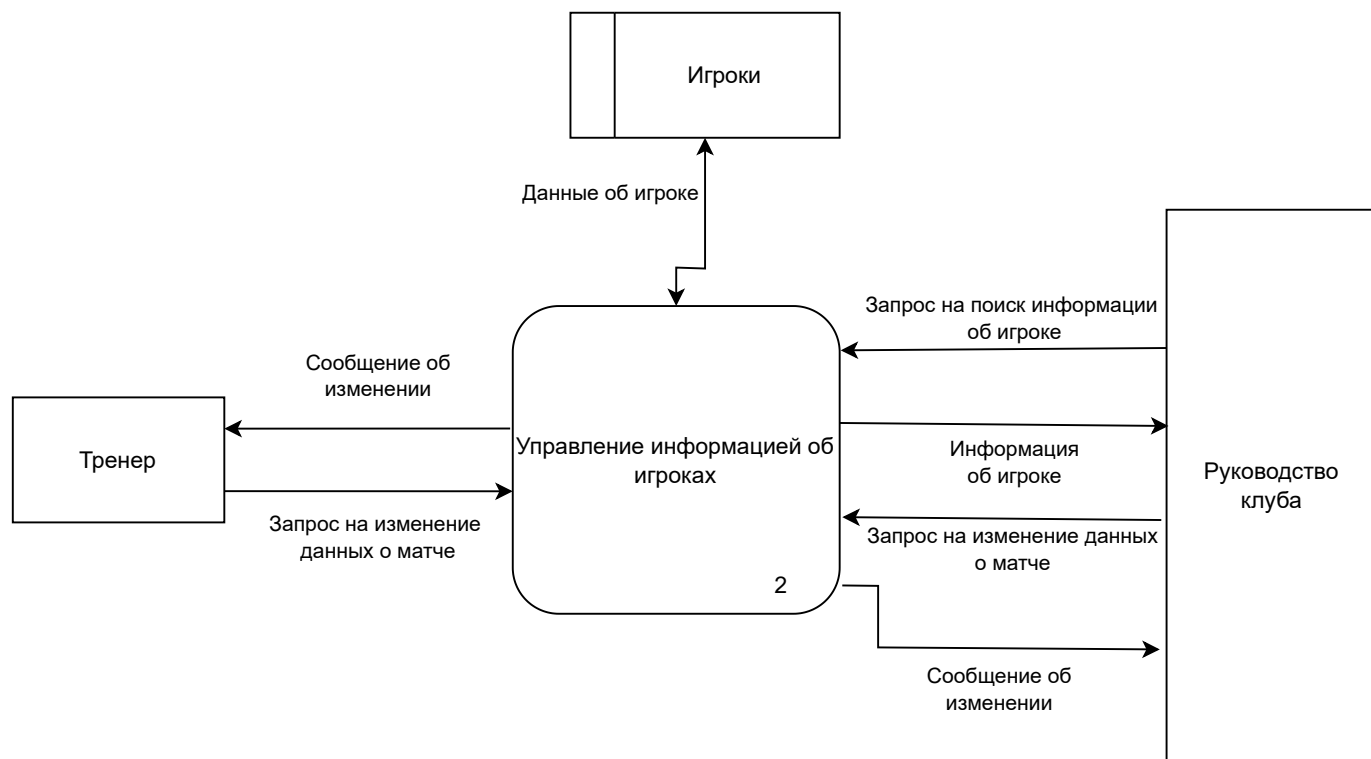 Игроки
Данные об игроке
Запрос на поиск информации
об игроке
Сообщение об
изменении
Тренер
Управление информацией об
игроках
Информация
об игроке
Руководство
клуба
Запрос на изменение
данных о матче
Запрос на изменение данных
о матче
2
Сообщение об
изменении